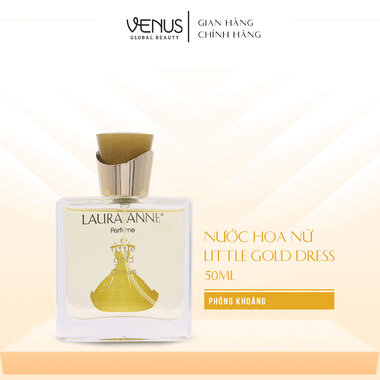 VENUS
GLOBAL BEAUTY
GIAN HÀNG
CHÍNH HÃNG
LAURA ANNE®
Perfume
little
gold
dress
NƯỚC HOA NỮ
LITTLE GOLD DRESS
50ML
PHÓNG KHOÁNG